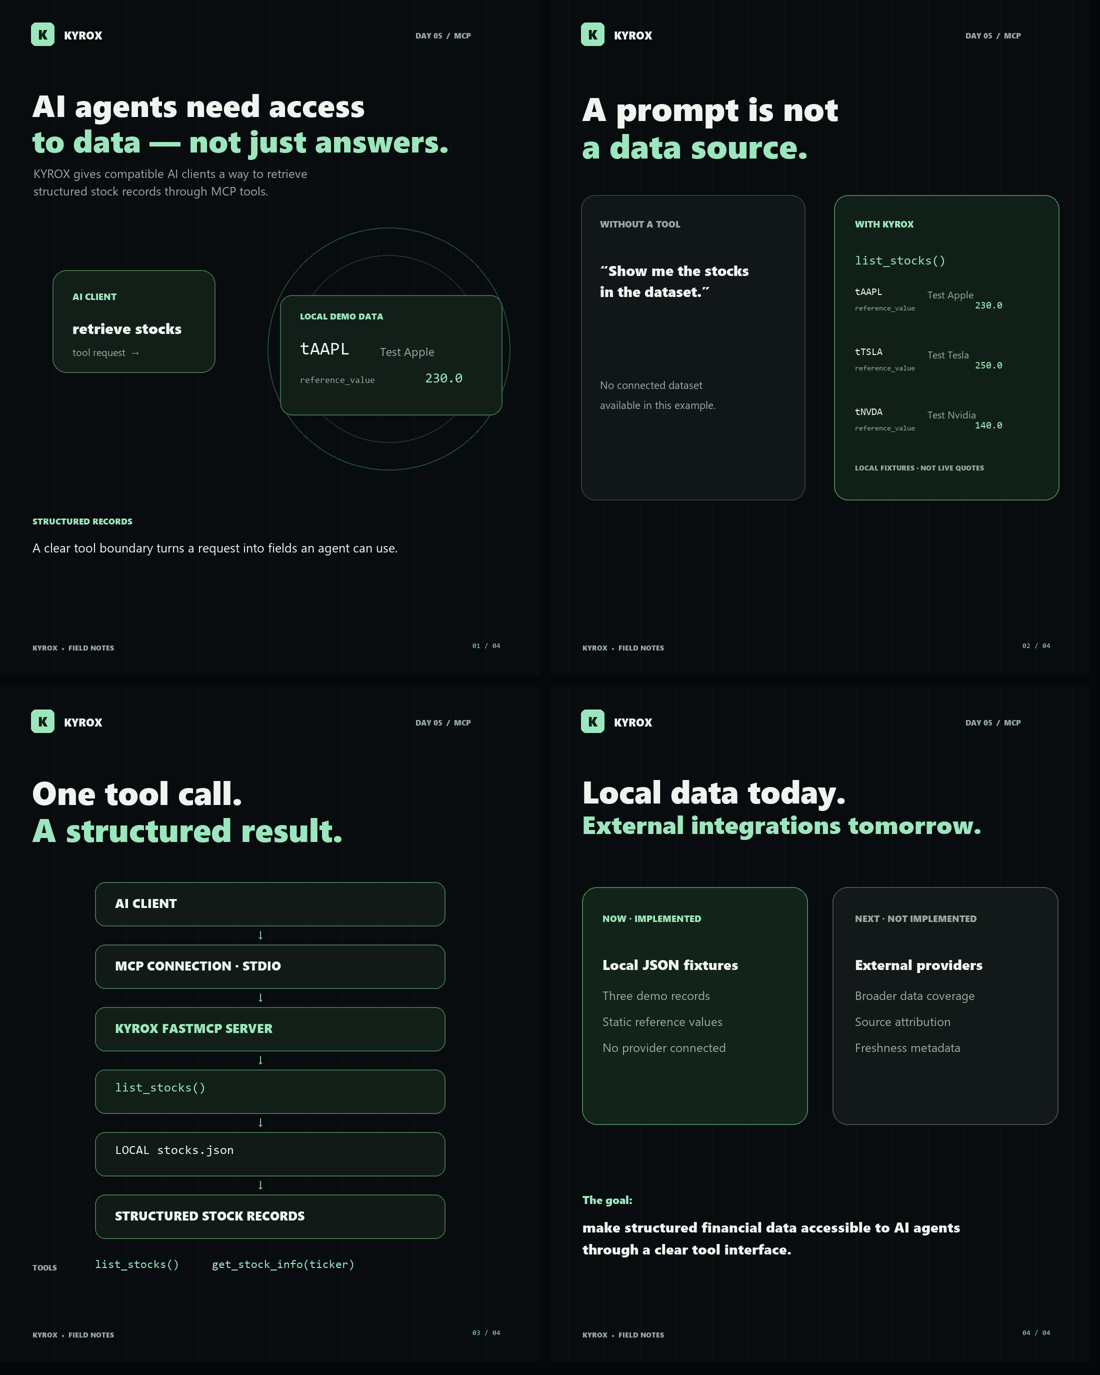 K KYROX
DAY 05 / MCP
AI agents need access
to data — not just answers.
KYROX gives compatible AI clients a way to retrieve
structured stock records through MCP tools.
AI CLIENT
retrieve stocks
tool request →
LOCAL DEMO DATA
tAAPL Test Apple
reference_value 230.0
STRUCTURED RECORDS
A clear tool boundary turns a request into fields an agent can use.
KYROX • FIELD NOTES
01 / 04
K KYROX
DAY 05 / MCP
A prompt is not
a data source.
WITHOUT A TOOL
“Show me the stocks
in the dataset.”
No connected dataset
available in this example.
WITH KYROX
list_stocks()
tAAPL Test Apple
reference_value 230.0
tTSLA Test Tesla
reference_value 250.0
tNVDA Test Nvidia
reference_value 140.0
LOCAL FIXTURES · NOT LIVE QUOTES
KYROX • FIELD NOTES
02 / 04
K KYROX
DAY 05 / MCP
One tool call.
A structured result.
AI CLIENT
↓
MCP CONNECTION · STDIO
↓
KYROX FASTMCP SERVER
↓
list_stocks()
↓
LOCAL stocks.json
↓
STRUCTURED STOCK RECORDS
TOOLS list_stocks() get_stock_info(ticker)
KYROX • FIELD NOTES
03 / 04
K KYROX
DAY 05 / MCP
Local data today.
External integrations tomorrow.
NOW · IMPLEMENTED
Local JSON fixtures
Three demo records
Static reference values
No provider connected
NEXT · NOT IMPLEMENTED
External providers
Broader data coverage
Source attribution
Freshness metadata
The goal:
make structured financial data accessible to AI agents
through a clear tool interface.
KYROX • FIELD NOTES
04 / 04